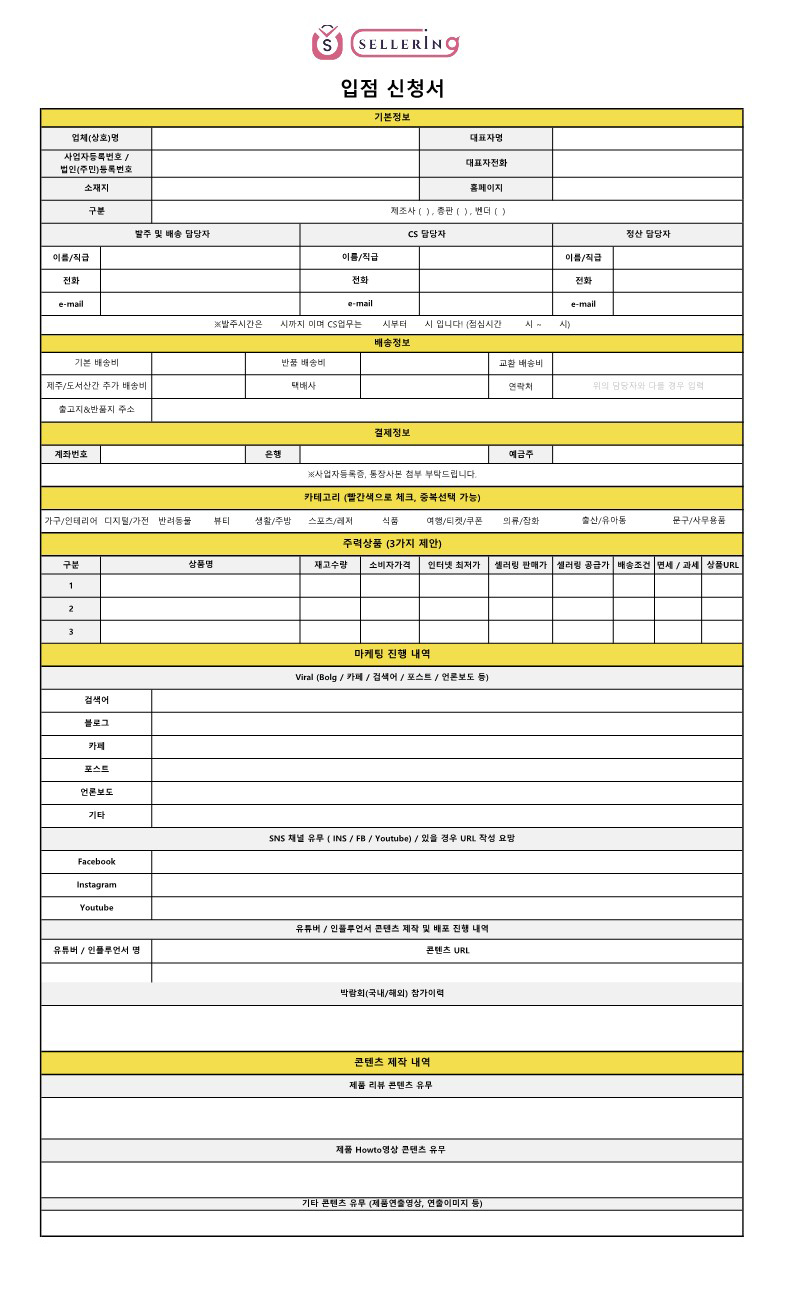 S SELLERING
입점 신청서
기본정보
업체(상호)명 대표자명
사업자등록번호 /
법인(주민)등록번호 대표자전화
소재지 홈페이지
구분 제조사 ( ) , 총판 ( ) , 벤더 ( )
발주 및 배송 담당자 CS 담당자 정산 담당자
이름/직급 이름/직급 이름/직급
전화 전화 전화
e-mail e-mail e-mail
※발주시간은 시까지 이며 CS업무는 시부터 시 입니다! (점심시간 시 ~ 시)
배송정보
기본 배송비 반품 배송비 교환 배송비
제주/도서산간 추가 배송비 택배사 연락처 위의 담당자와 다를 경우 입력
출고지&반품지 주소
결제정보
계좌번호 은행 예금주
※사업자등록증, 통장사본 첨부 부탁드립니다.
카테고리 (빨간색으로 체크, 중복선택 가능)
가구/인테리어 디지털/가전 반려동물 뷰티 생활/주방 스포츠/레저 식품 여행/티켓/쿠폰 의류/잡화 출산/유아동 문구/사무용품
주력상품 (3가지 제안)
구분 상품명 재고수량 소비자가격 인터넷 최저가 셀러링 판매가 셀러링 공급가 배송조건 면세 / 과세 상품URL
1
2
3
마케팅 진행 내역
Viral (Bolg / 카페 / 검색어 / 포스트 / 언론보도 등)
검색어
블로그
카페
포스트
언론보도
기타
SNS 채널 유무 ( INS / FB / Youtube) / 있을 경우 URL 작성 요망
Facebook
Instagram
Youtube
유튜버 / 인플루언서 콘텐츠 제작 및 배포 진행 내역
유튜버 / 인플루언서 명 콘텐츠 URL
박람회(국내/해외) 참가이력
콘텐츠 제작 내역
제품 리뷰 콘텐츠 유무
제품 Howto영상 콘텐츠 유무
기타 콘텐츠 유무 (제품연출영상, 연출이미지 등)